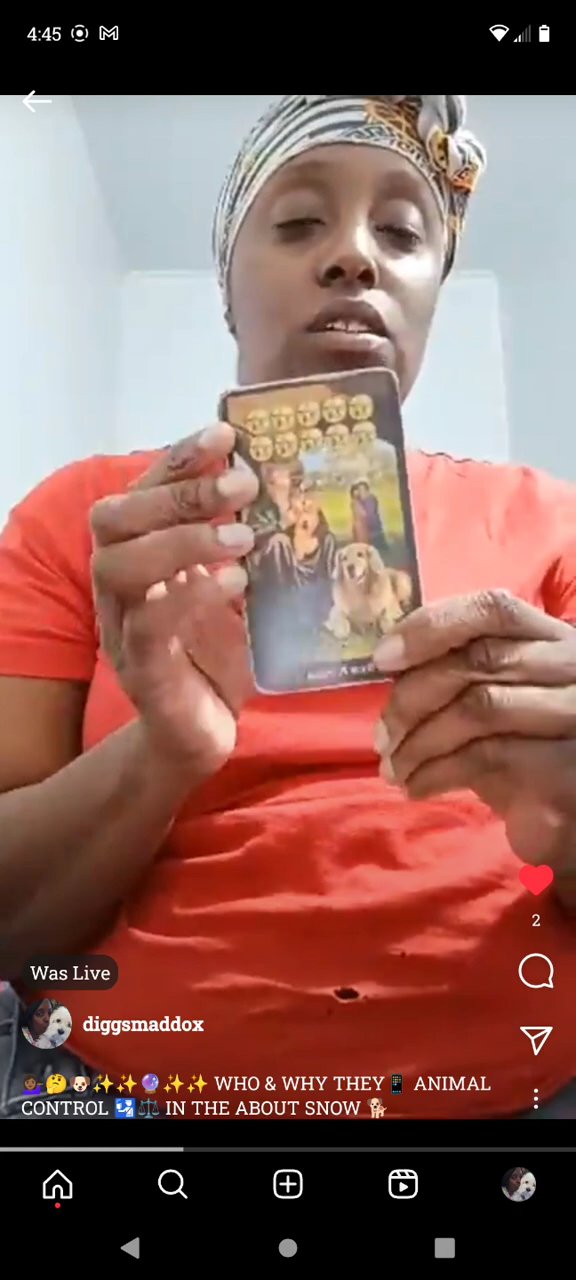 4:45
Was Live
diggsmaddox
💁🏾‍♀️🤔🐶✨✨🔮✨✨ WHO & WHY THEY📱 ANIMAL
CONTROL 🛂⚖️ IN THE ABOUT SNOW 🐕
2